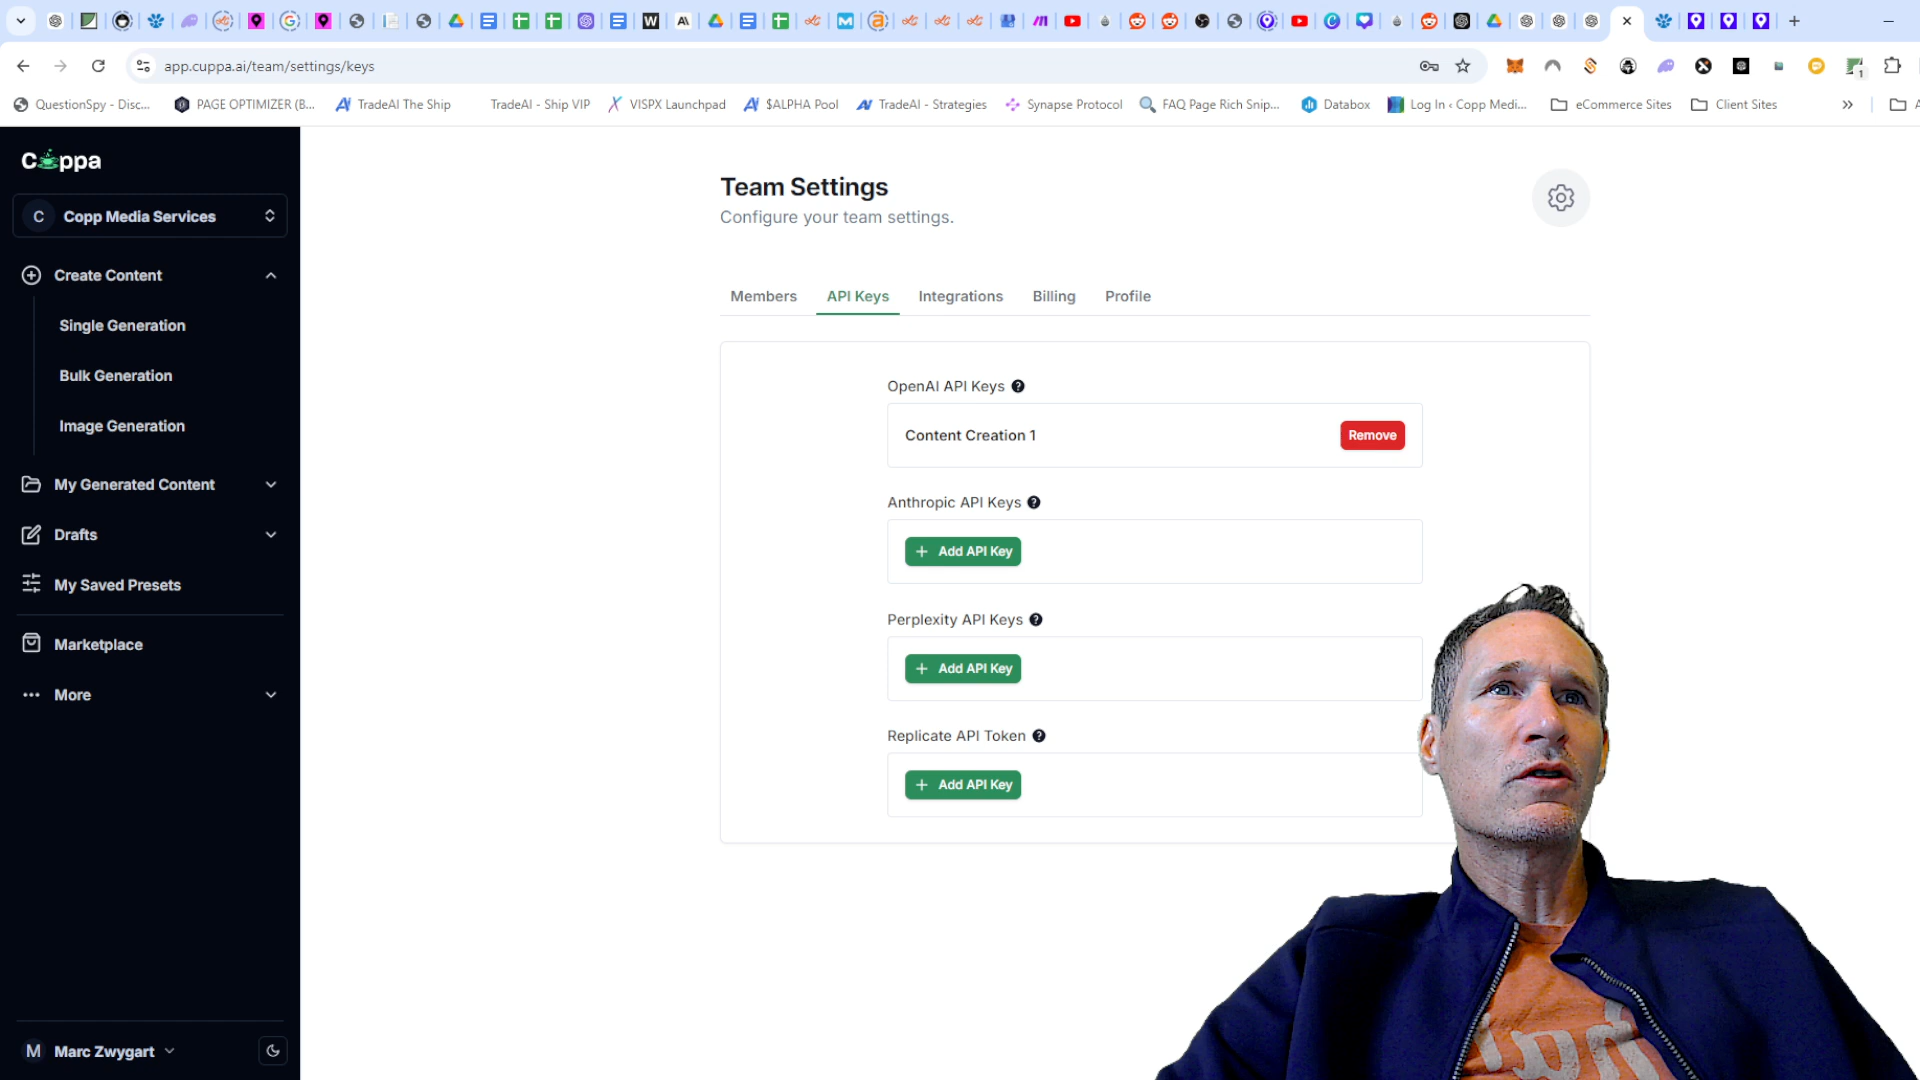 app.cuppa.ai/team/settings/keys
QuestionSpy - Disc...
PAGE OPTIMIZER (B...
TradeAI The Ship
TradeAI - Ship VIP
VISPX Launchpad
$ALPHA Pool
TradeAI - Strategies
Synapse Protocol
FAQ Page Rich Snip...
Databox
Log In ‹ Copp Medi...
eCommerce Sites
Client Sites
Cuppa
C Copp Media Services
Create Content
Single Generation
Bulk Generation
Image Generation
My Generated Content
Drafts
My Saved Presets
Marketplace
More
M Marc Zwygart
Team Settings
Configure your team settings.
Members
API Keys
Integrations
Billing
Profile
OpenAI API Keys
Content Creation 1
Remove
Anthropic API Keys
+ Add API Key
Perplexity API Keys
+ Add API Key
Replicate API Token
+ Add API Key